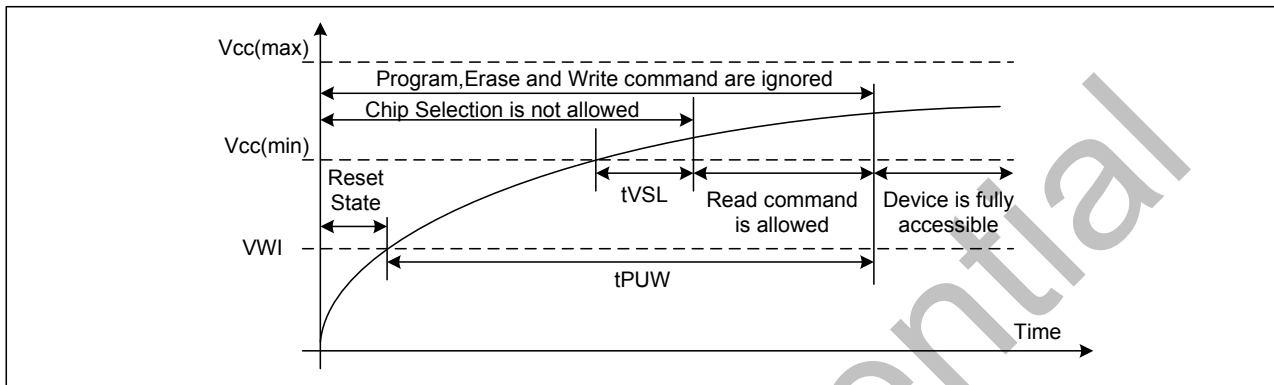 Vcc(max)
Program,Erase and Write command are ignored
Chip Selection is not allowed
Vcc(min)
Reset
State
tVSL
Read command
is allowed
Device is fully
accessible
VWI
tPUW
Time
ential